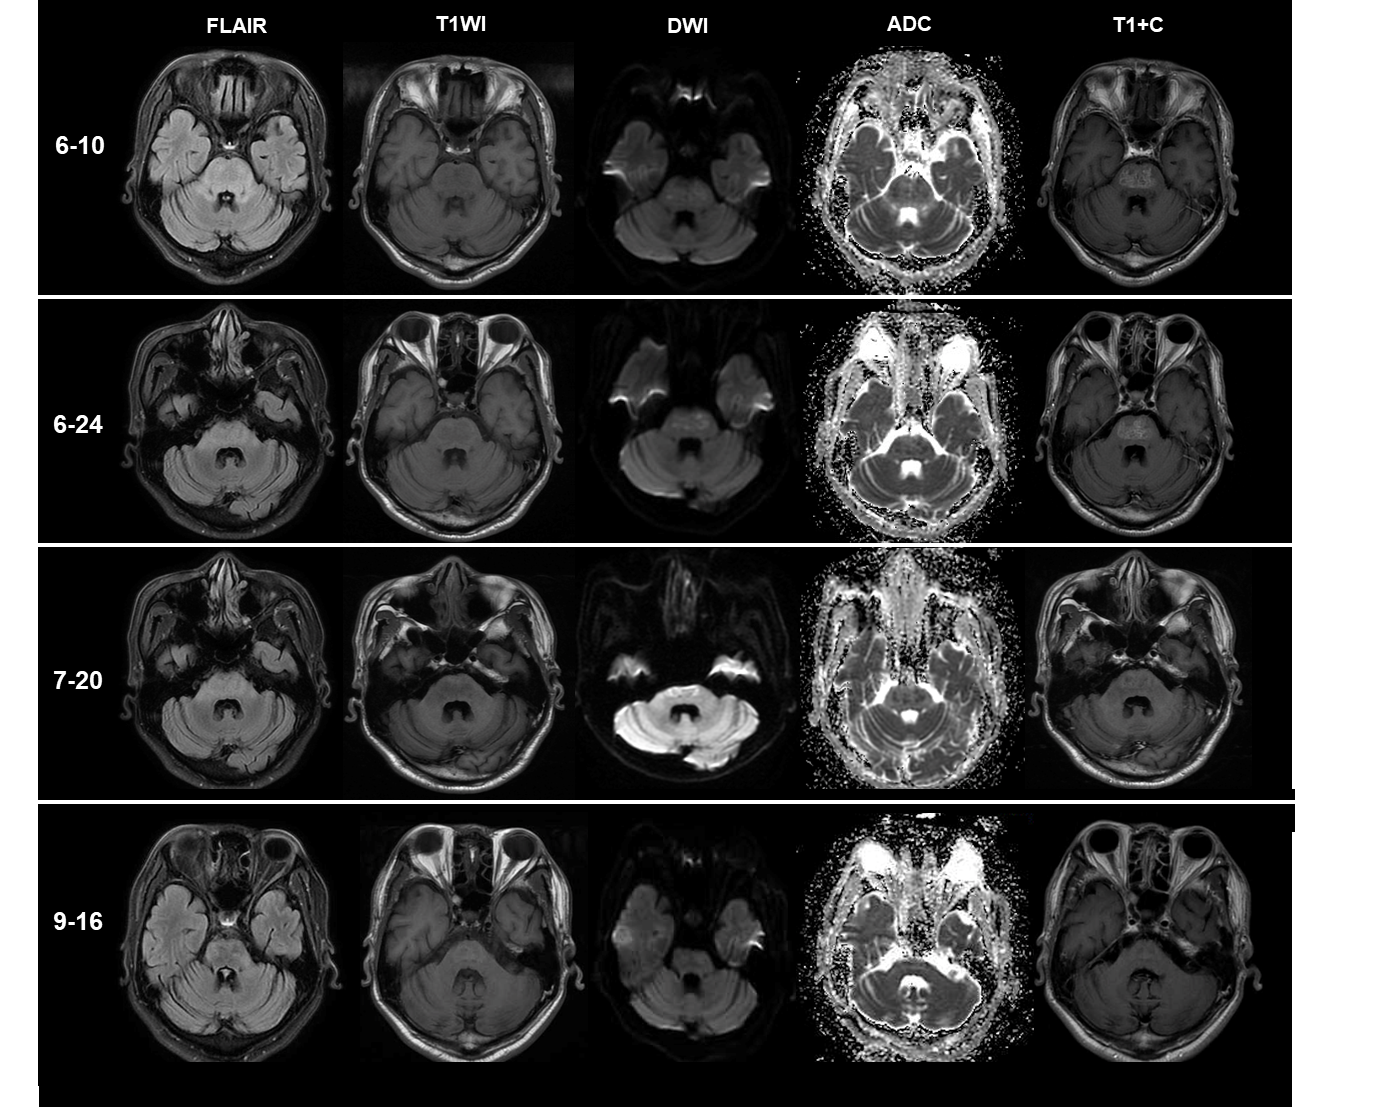 FLAIR T1WI DWI ADC T1+C
6-10
6-24
7-20
9-16